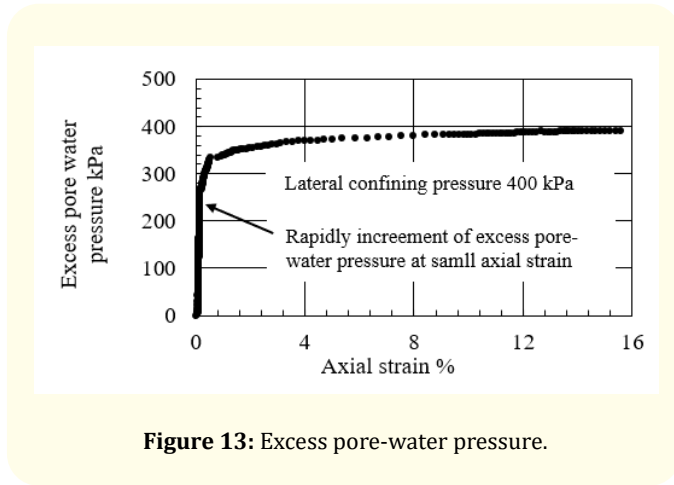 500
400
300
200
100
0
Excess pore water
pressure kPa
Lateral confining pressure 400 kPa
Rapidly increement of excess pore-
water pressure at samll axial strain
0 4 8 12 16
Axial strain %
Figure 13: Excess pore-water pressure.